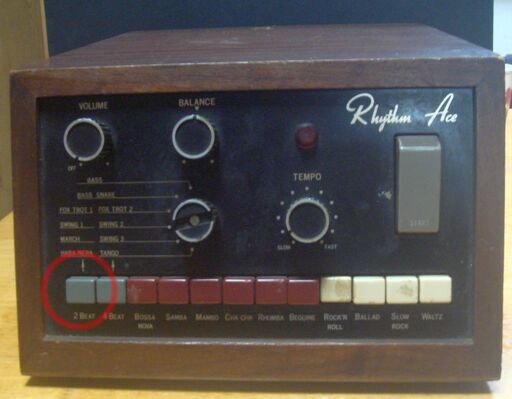 Rhythm Ace
VOLUME
BALANCE
OFF
BASS
BASS SNARE
FOX TROT 1 FOX TROT 2
SWING 1 SWING 2
MARCH SWING 3
HABANERA TANGO
TEMPO
SLOW FAST
START
2 BEAT
4 BEAT
BOSSA NOVA
SAMBA
MAMBO
CHA-CHA
RHUMBA
BEGUINE
ROCK'N ROLL
BALLAD
SLOW ROCK
WALTZ